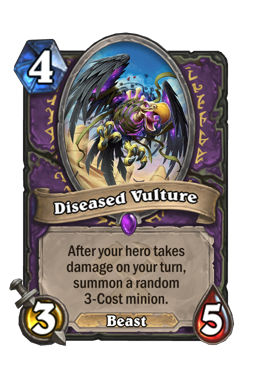 4
Diseased Vulture
After your hero takes
damage on your turn,
summon a random
3-Cost minion.
3
Beast
5